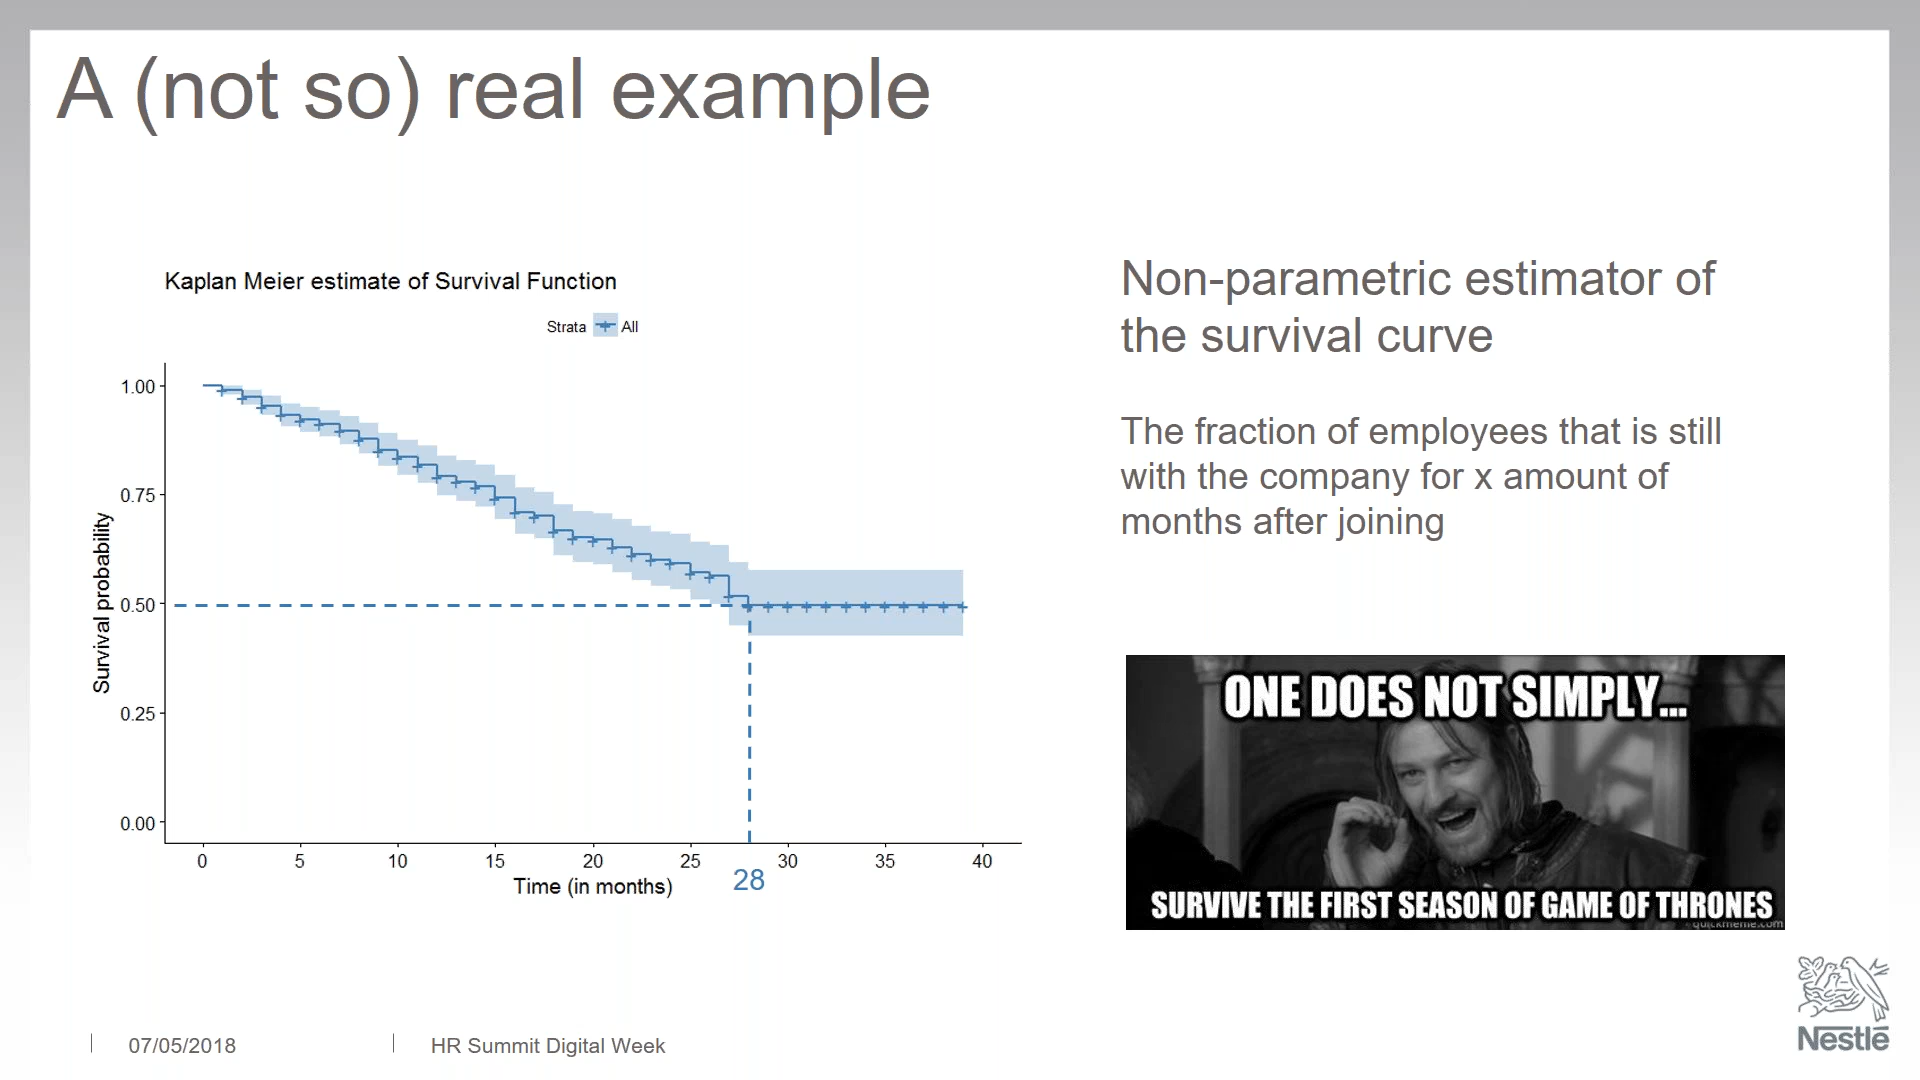 A (not so) real example
Kaplan Meier estimate of Survival Function
Strata All
1.00
0.75
0.50
0.25
0.00
Survival probability
0 5 10 15 20 25 30 35 40
Time (in months)
28
Non-parametric estimator of
the survival curve
The fraction of employees that is still
with the company for x amount of
months after joining
ONE DOES NOT SIMPLY...
SURVIVE THE FIRST SEASON OF GAME OF THRONES
quickmeme.com
Nestlé
07/05/2018
HR Summit Digital Week